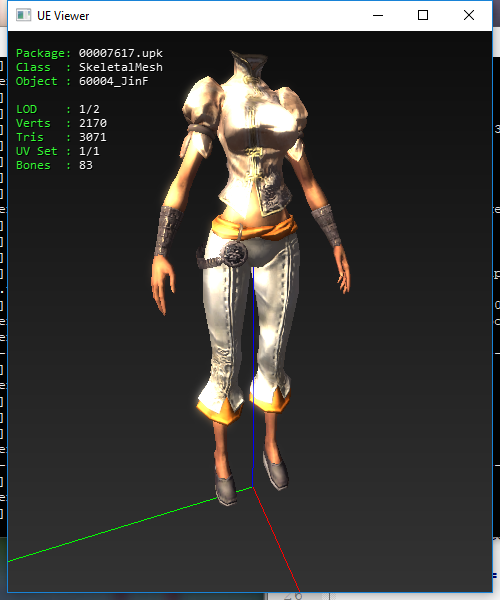 UE Viewer
Package: 00007617.upk
Class : SkeletalMesh
Object : 60004_JinF
LOD : 1/2
Verts : 2170
Tris : 3071
UV Set : 1/1
Bones : 83